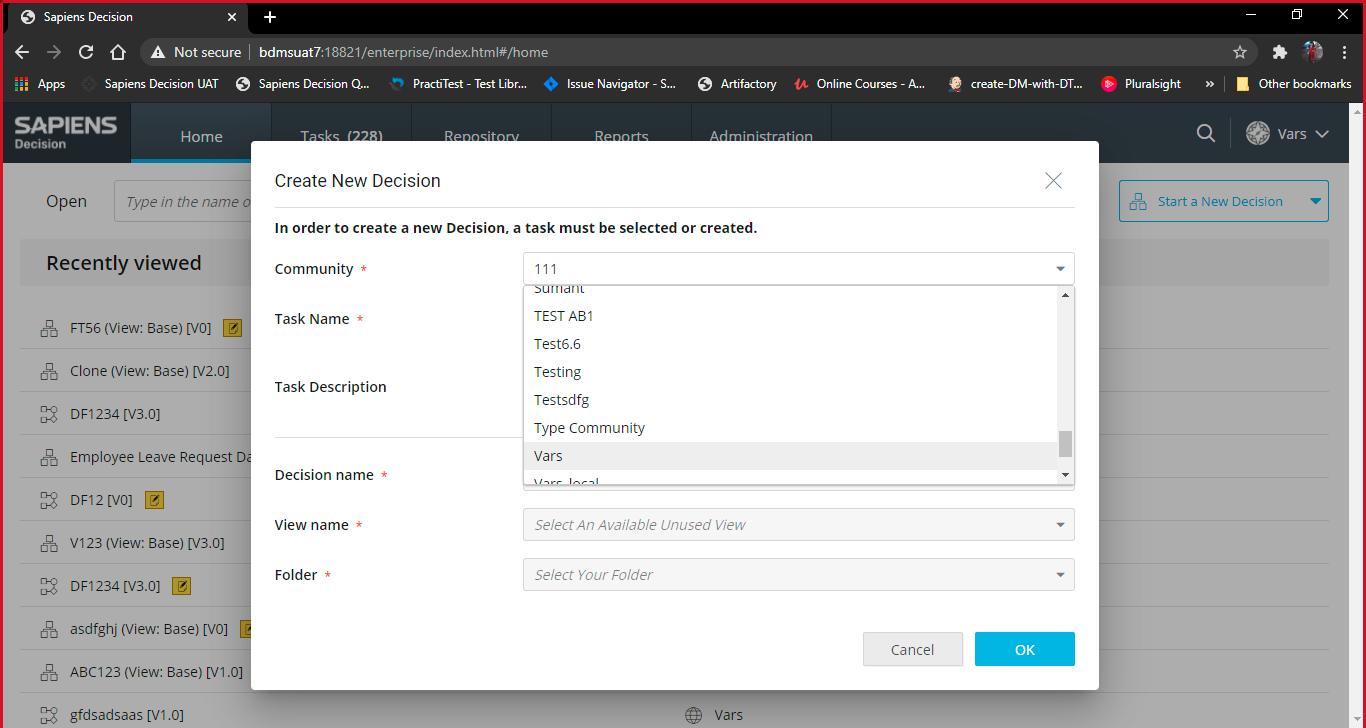 Sapiens Decision
Not secure
bdmsuat7:18821/enterprise/index.html#/home
Apps
Sapiens Decision UAT
Sapiens Decision Q...
PractiTest - Test Libr...
Issue Navigator - S...
Artifactory
Online Courses - A...
create-DM-with-DT...
Pluralsight
»
Other bookmarks
SAPIENS
Decision
Home
Tasks (228)
Repository
Reports
Administration
Vars
Open
Type in the name o
Start a New Decision
Recently viewed
FT56 (View: Base) [V0]
Clone (View: Base) [V2.0]
DF1234 [V3.0]
Employee Leave Request Da
DF12 [V0]
V123 (View: Base) [V3.0]
DF1234 [V3.0]
asdfghj (View: Base) [V0]
ABC123 (View: Base) [V1.0]
gfdsadsaas [V1.0]
Vars
Create New Decision
In order to create a new Decision, a task must be selected or created.
Community *
111
Sumant
TEST AB1
Test6.6
Testing
Testsdfg
Type Community
Vars
Vars_local
Task Name *
Task Description
Decision name *
View name *
Select An Available Unused View
Folder *
Select Your Folder
Cancel
OK